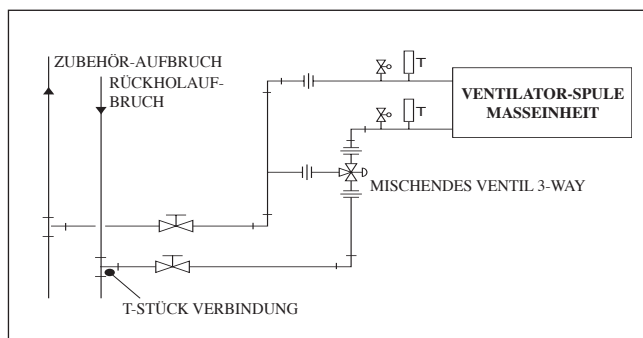 ZUBEHÖR-AUFBRUCH
RÜCKHOLAUF-
BRUCH
T
T
VENTILATOR-SPULE
MASSEINHEIT
MISCHENDES VENTIL 3-WAY
T-STÜCK VERBINDUNG